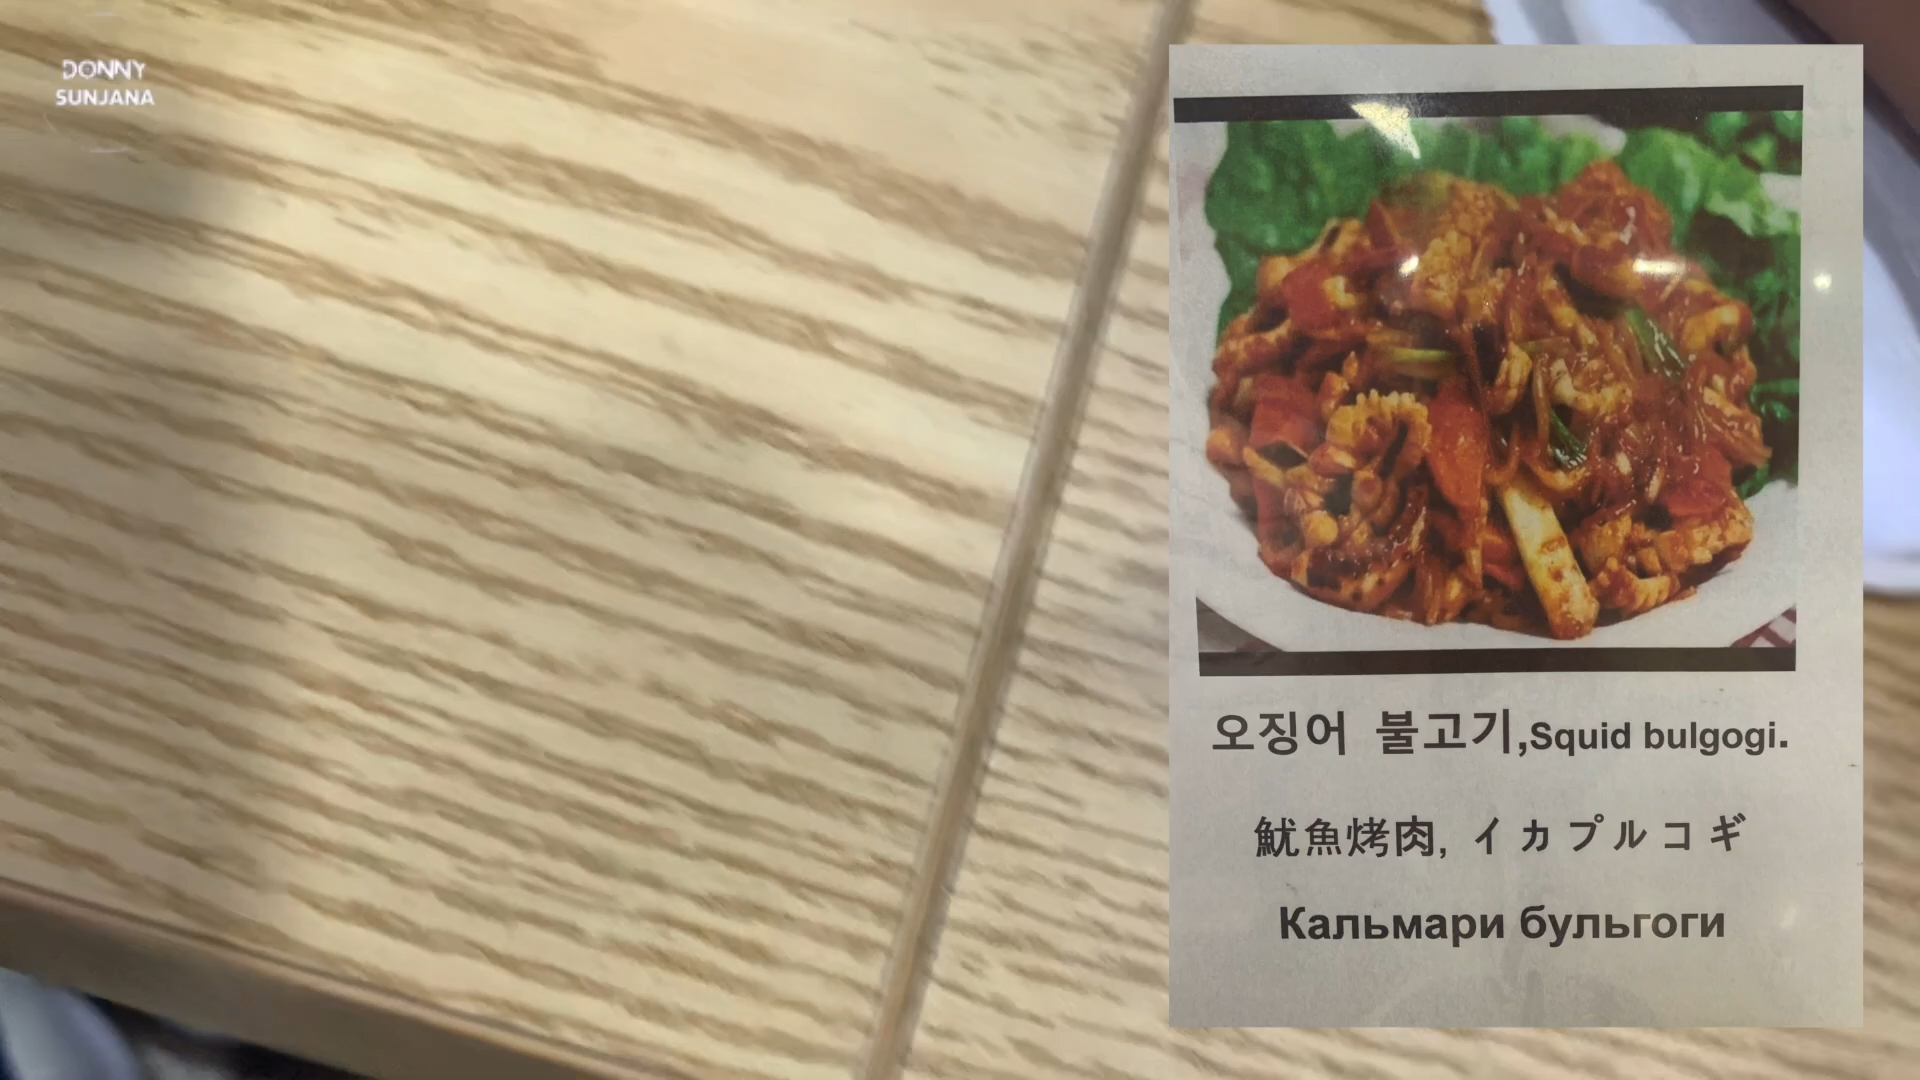 DONNY
SUNJANA
오징어 불고기,Squid bulgogi.
魷魚烤肉, イカプルコギ
Кальмари бульгоги